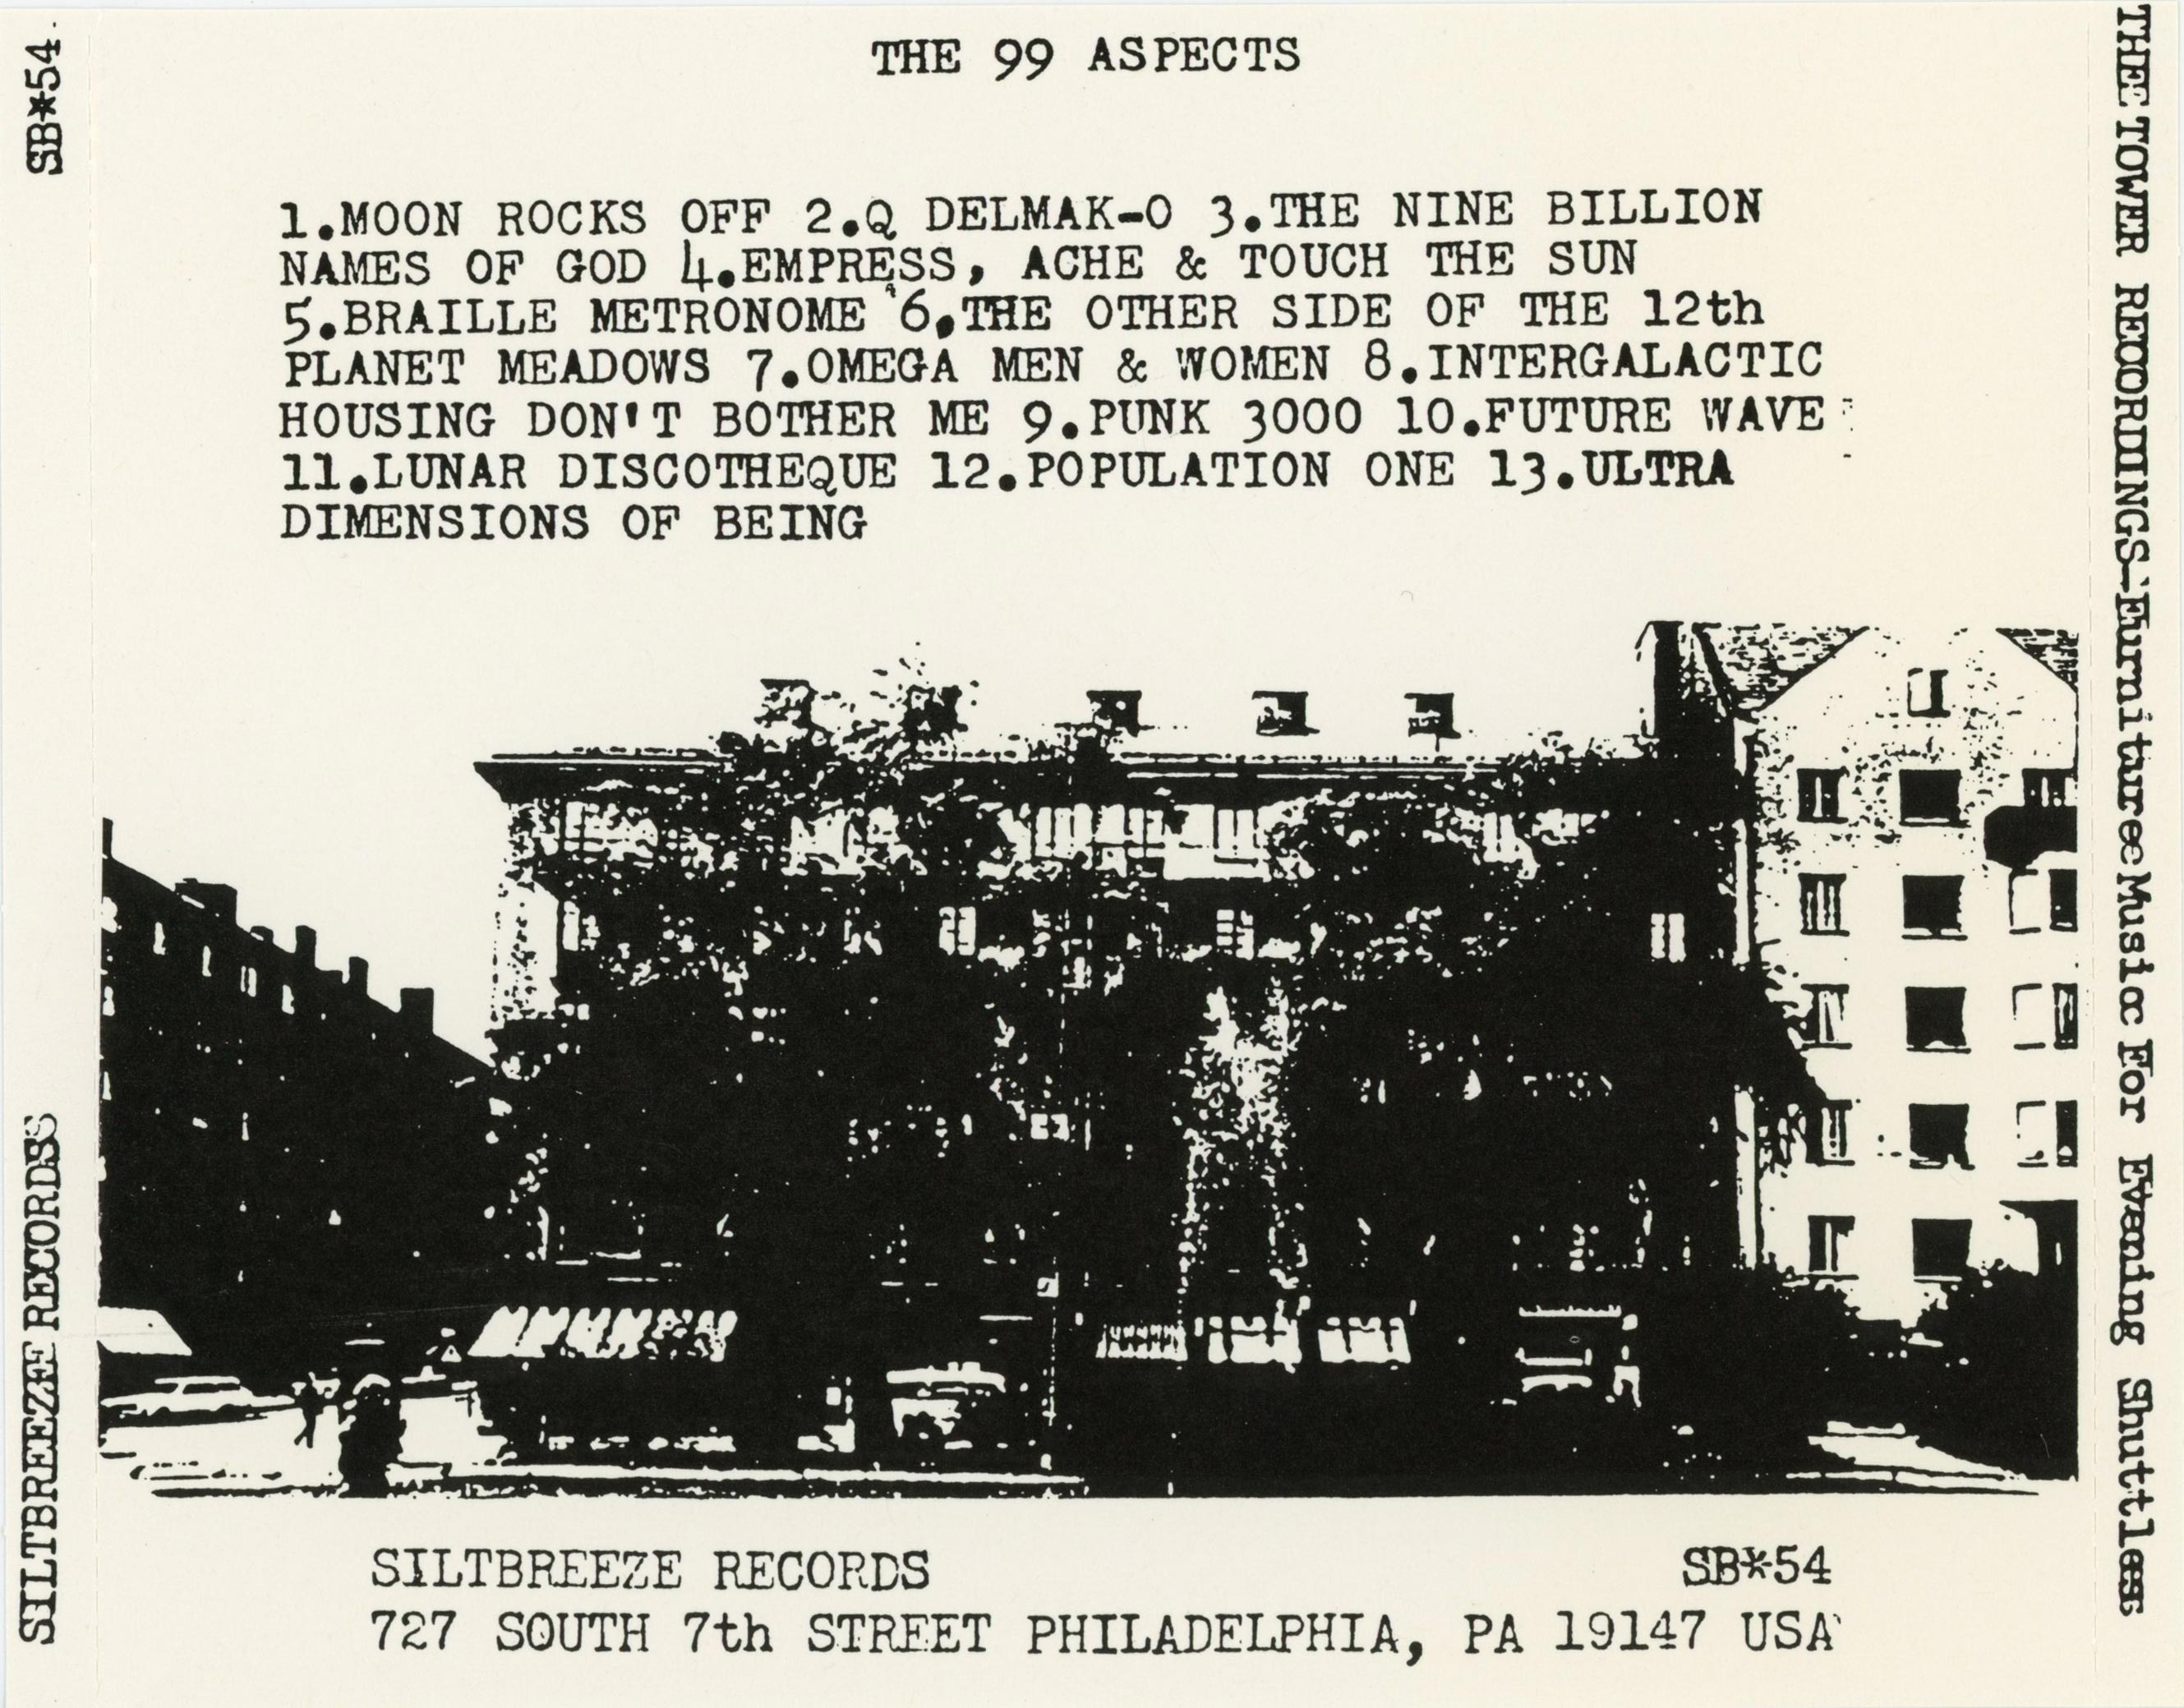 THE 99 ASPECTS
1.MOON ROCKS OFF 2.Q DELMAK-O 3.THE NINE BILLION
NAMES OF GOD 4.EMPRESS, ACHE & TOUCH THE SUN
5.BRAILLE METRONOME 6.THE OTHER SIDE OF THE 12th
PLANET MEADOWS 7.OMEGA MEN & WOMEN 8.INTERGALACTIC
HOUSING DON'T BOTHER ME 9.PUNK 3000 10.FUTURE WAVE
11.LUNAR DISCOTHEQUE 12.POPULATION ONE 13.ULTRA
DIMENSIONS OF BEING
SILTBREEZE RECORDS SB*54
727 SOUTH 7th STREET PHILADELPHIA, PA 19147 USA
SILTBREEZE RECORDS SB*54
THE TOWER RECORDINGS-Furniture Music For Evening Shuttles